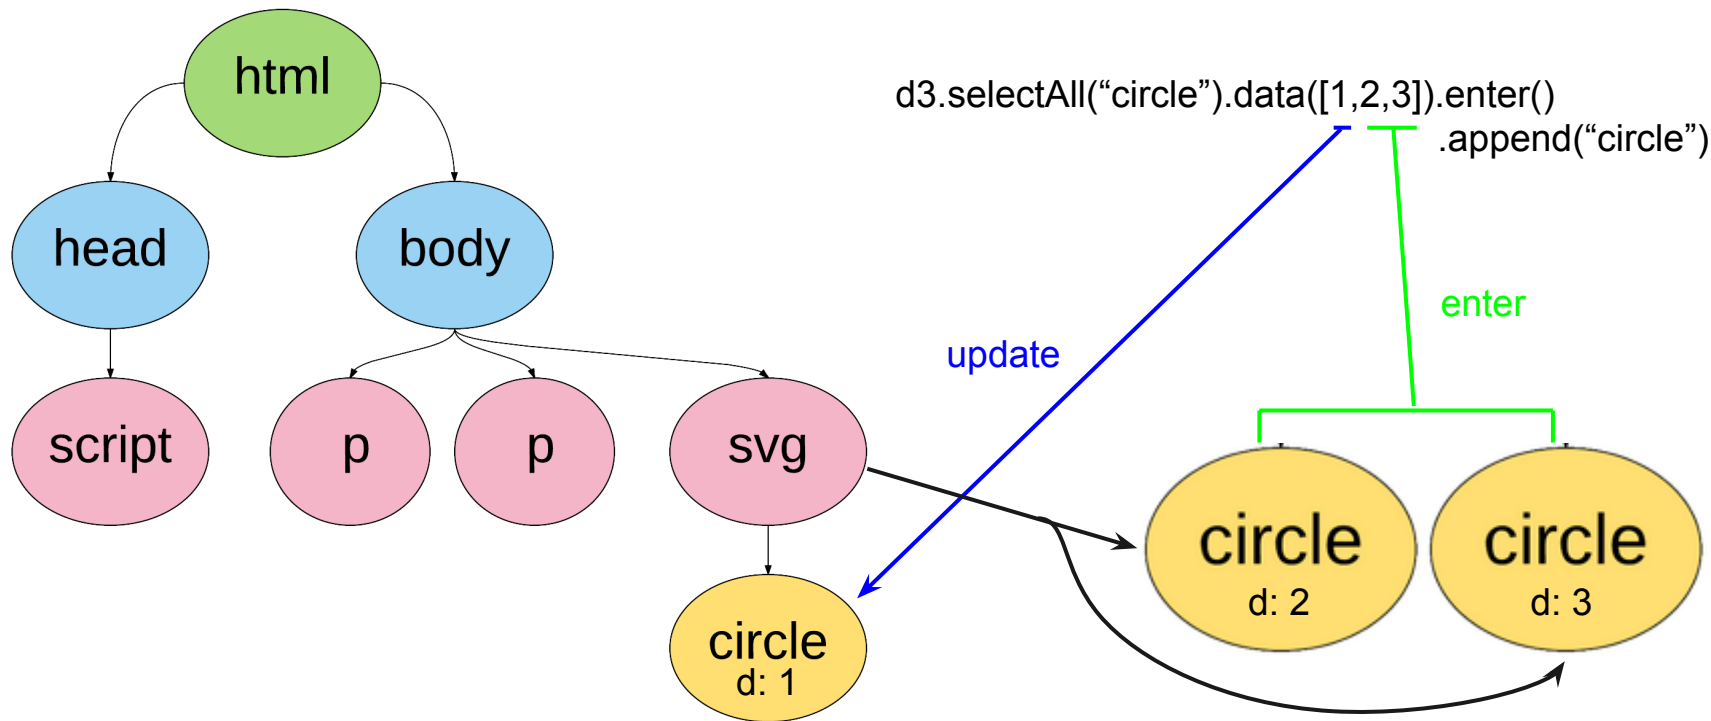 html
d3.selectAll(“circle”).data([1,2,3]).enter()
.append(“circle”)
head
body
enter
update
script
p
p
svg
circle
d: 2
circle
d: 3
circle
d: 1